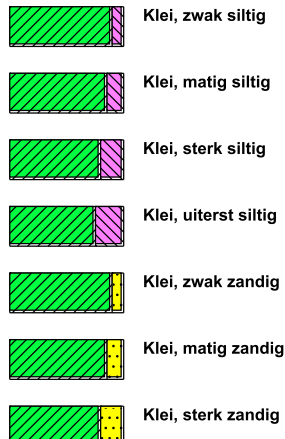 Klei, zwak siltig
Klei, matig siltig
Klei, sterk siltig
Klei, uiterst siltig
Klei, zwak zandig
Klei, matig zandig
Klei, sterk zandig